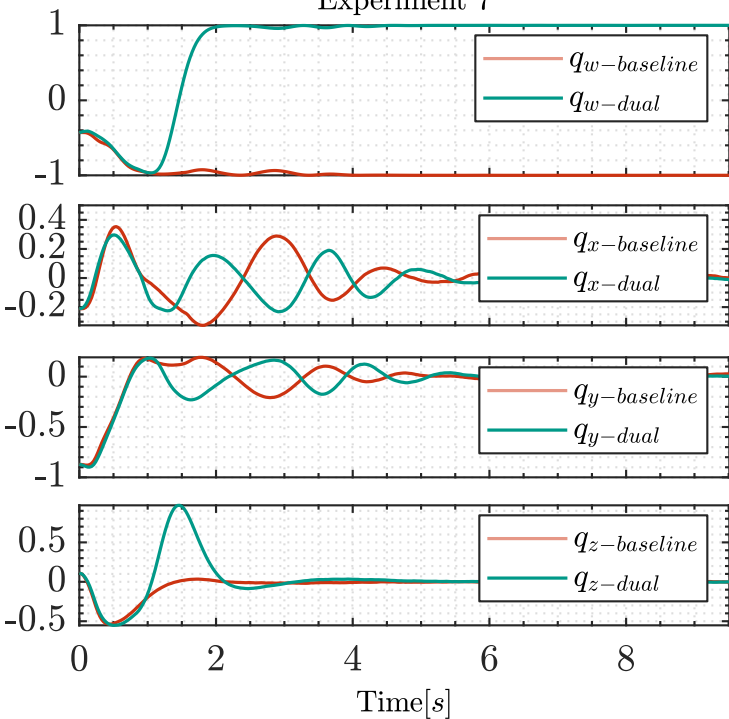 Experiment 7
1
0
-1
q_{w-baseline}
q_{w-dual}
0.4
0.2
0
-0.2
q_{x-baseline}
q_{x-dual}
0
-0.5
-1
q_{y-baseline}
q_{y-dual}
0.5
0
-0.5
q_{z-baseline}
q_{z-dual}
0 2 4 6 8
Time[s]